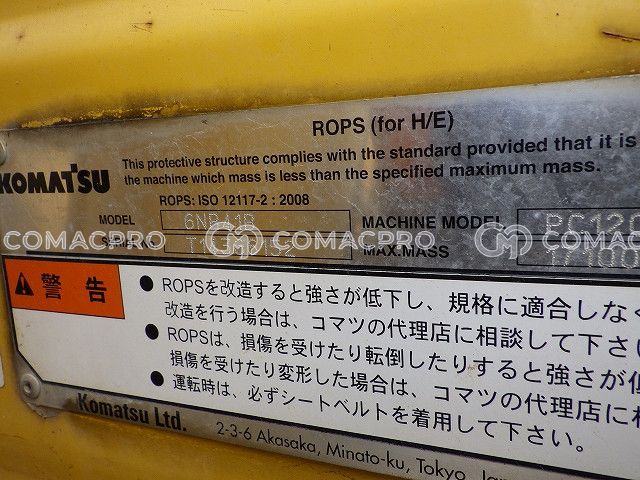 ROPS (for H/E)
KOMATSU
This protective structure complies with the standard provided that it is
the machine which mass is less than the specified maximum mass.
ROPS: ISO 12117-2 : 2008
MODEL
MACHINE MODEL
COMACPRO CM COMACPRO CM COMACPRO
MAX.MASS
警告
● ROPSを改造すると強さが低下し、規格に適合しなく
改造を行う場合は、コマツの代理店に相談して下さい
● ROPSは、損傷を受けたり転倒したりすると強さが低
損傷を受けたり変形した場合は、コマツの代理店に
● 運転時は、必ずシートベルトを着用して下さい。
Komatsu Ltd.
2-3-6 Akasaka, Minato-ku, Tokyo,